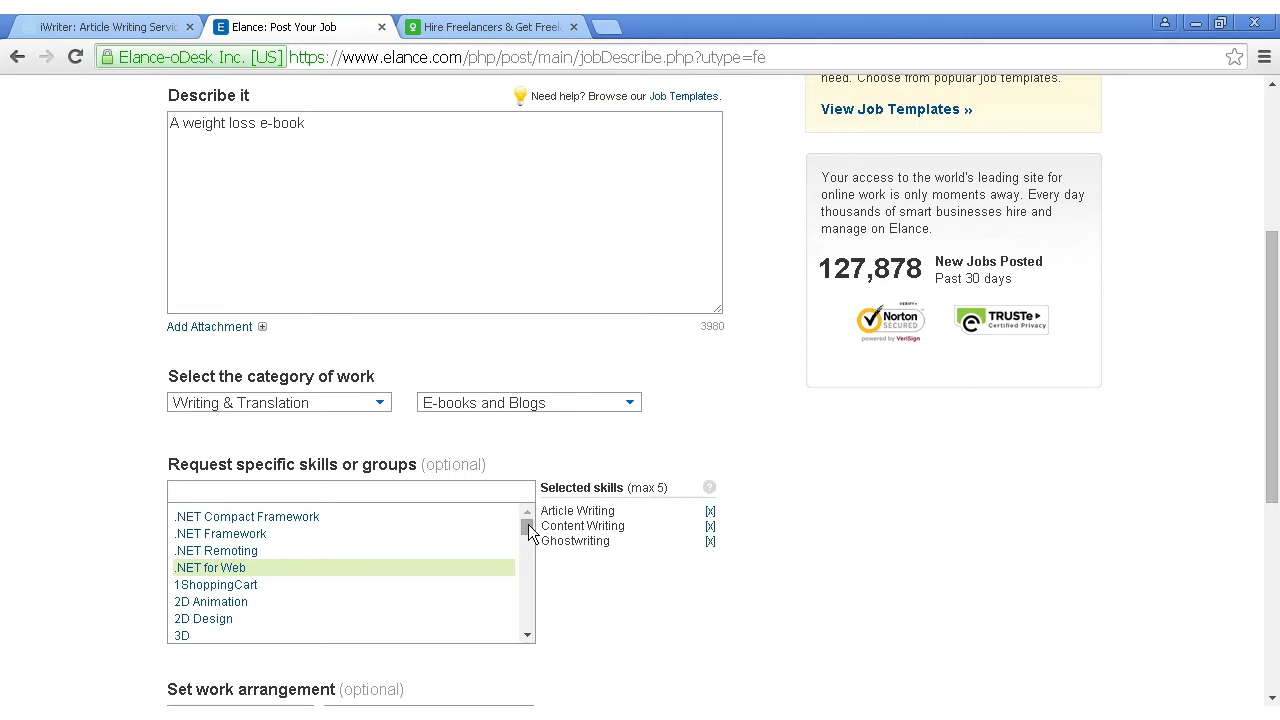 iWriter: Article Writing Servic
Elance: Post Your Job
Hire Freelancers & Get Freel
Elance-oDesk Inc. [US] https://www.elance.com/php/post/main/jobDescribe.php?utype=fe
need. Choose from popular job templates.
View Job Templates »
Describe it
Need help? Browse our Job Templates.
A weight loss e-book
Add Attachment
3980
Your access to the world's leading site for
online work is only moments away. Every day
thousands of smart businesses hire and
manage on Elance.
127,878
New Jobs Posted
Past 30 days
VERIFY
Norton
SECURED
powered by VeriSign
TRUSTe
Certified Privacy
Select the category of work
Writing & Translation
E-books and Blogs
Request specific skills or groups (optional)
Selected skills (max 5)
?
Article Writing [x]
Content Writing [x]
Ghostwriting [x]
.NET Compact Framework
.NET Framework
.NET Remoting
.NET for Web
1ShoppingCart
2D Animation
2D Design
3D
Set work arrangement (optional)